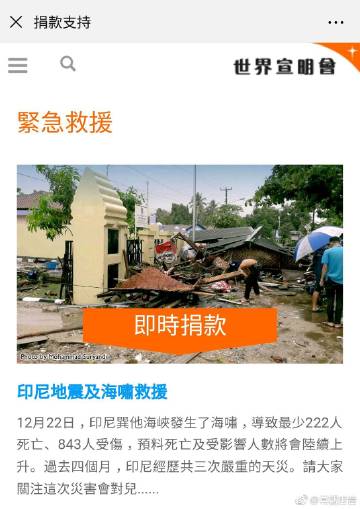 捐款支持
世界宣明會
緊急救援
即時捐款
Photo by Mohammad Suryandi
印尼地震及海嘯救援
12月22日，印尼巽他海峽發生了海嘯，導致最少222人
死亡、843人受傷，預料死亡及受影響人數將會陸續上
升。過去四個月，印尼經歷共三次嚴重的天災。請大家
關注這次災害會對兒......